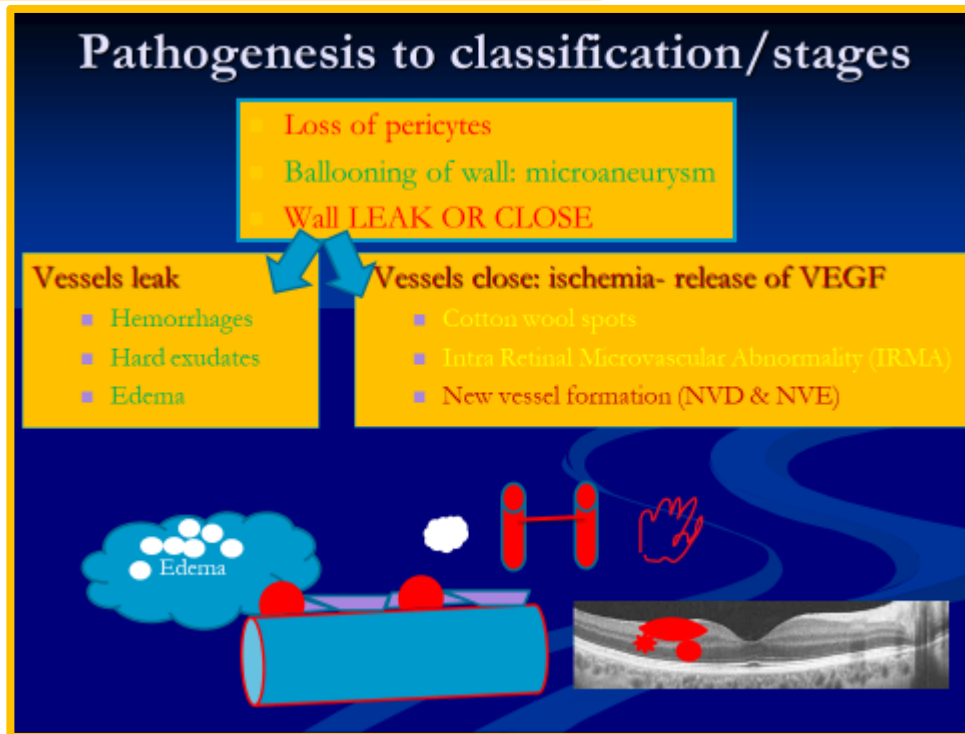 Pathogenesis to classification/stages
Loss of pericytes
Ballooning of wall: microaneurysm
Wall LEAK OR CLOSE
Vessels leak
Hemorrhages
Hard exudates
Edema
Vessels close: ischemia- release of VEGF
Cotton wool spots
Intra Retinal Microvascular Abnormality (IRMA)
New vessel formation (NVD & NVE)
Edema